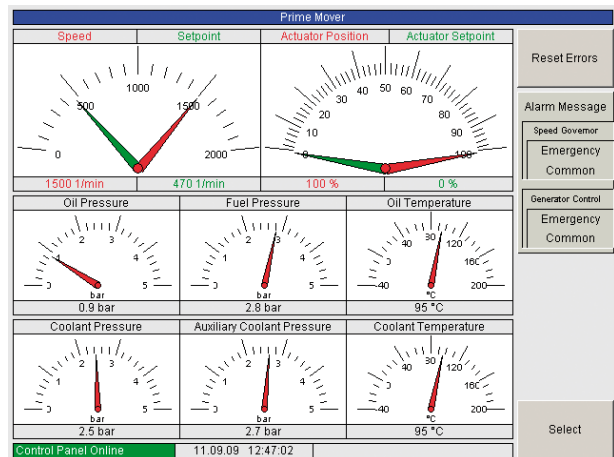 Prime Mover
Speed Setpoint Actuator Position Actuator Setpoint
0 500 1000 1500 2000
0 10 20 30 40 50 60 70 80 90 100
1500 1/min 470 1/min 100 % 0 %
Oil Pressure Fuel Pressure Oil Temperature
0 1 2 3 4 5 bar
0 1 2 3 4 5 bar
-40 0 40 80 120 160 200 °C
0.9 bar 2.8 bar 95 °C
Coolant Pressure Auxiliary Coolant Pressure Coolant Temperature
0 1 2 3 4 5 bar
0 1 2 3 4 5 bar
-40 0 40 80 120 160 200 °C
2.5 bar 2.7 bar 95 °C
Control Panel Online 11.09.09 12:47:02
Reset Errors
Alarm Message
Speed Governor
Emergency
Common
Generator Control
Emergency
Common
Select